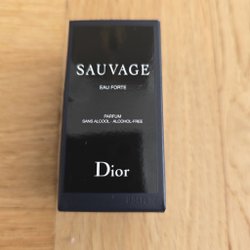 SAUVAGE
EAU FORTE
PARFUM
SANS ALCOOL · ALCOHOL-FREE
Dior